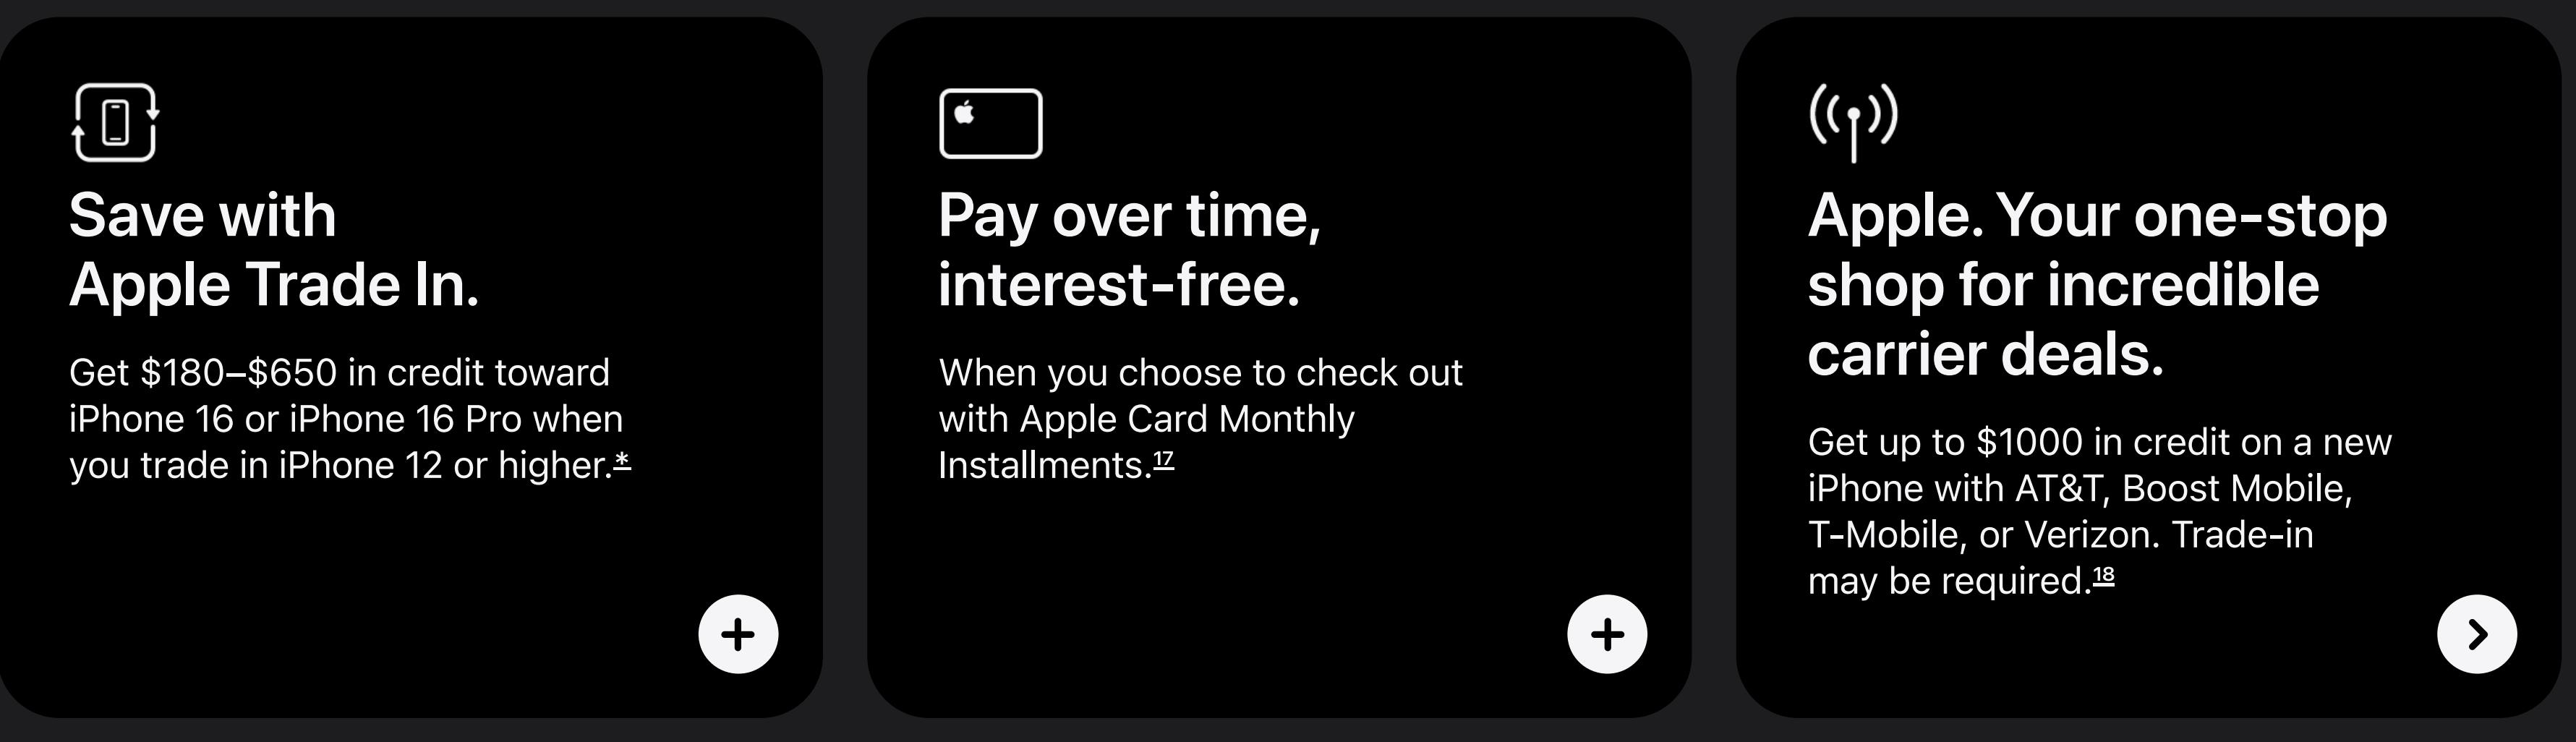 Save with
Apple Trade In.
Get $180–$650 in credit toward
iPhone 16 or iPhone 16 Pro when
you trade in iPhone 12 or higher.*
Pay over time,
interest-free.
When you choose to check out
with Apple Card Monthly
Installments.17
Apple. Your one-stop
shop for incredible
carrier deals.
Get up to $1000 in credit on a new
iPhone with AT&T, Boost Mobile,
T-Mobile, or Verizon. Trade-in
may be required.18